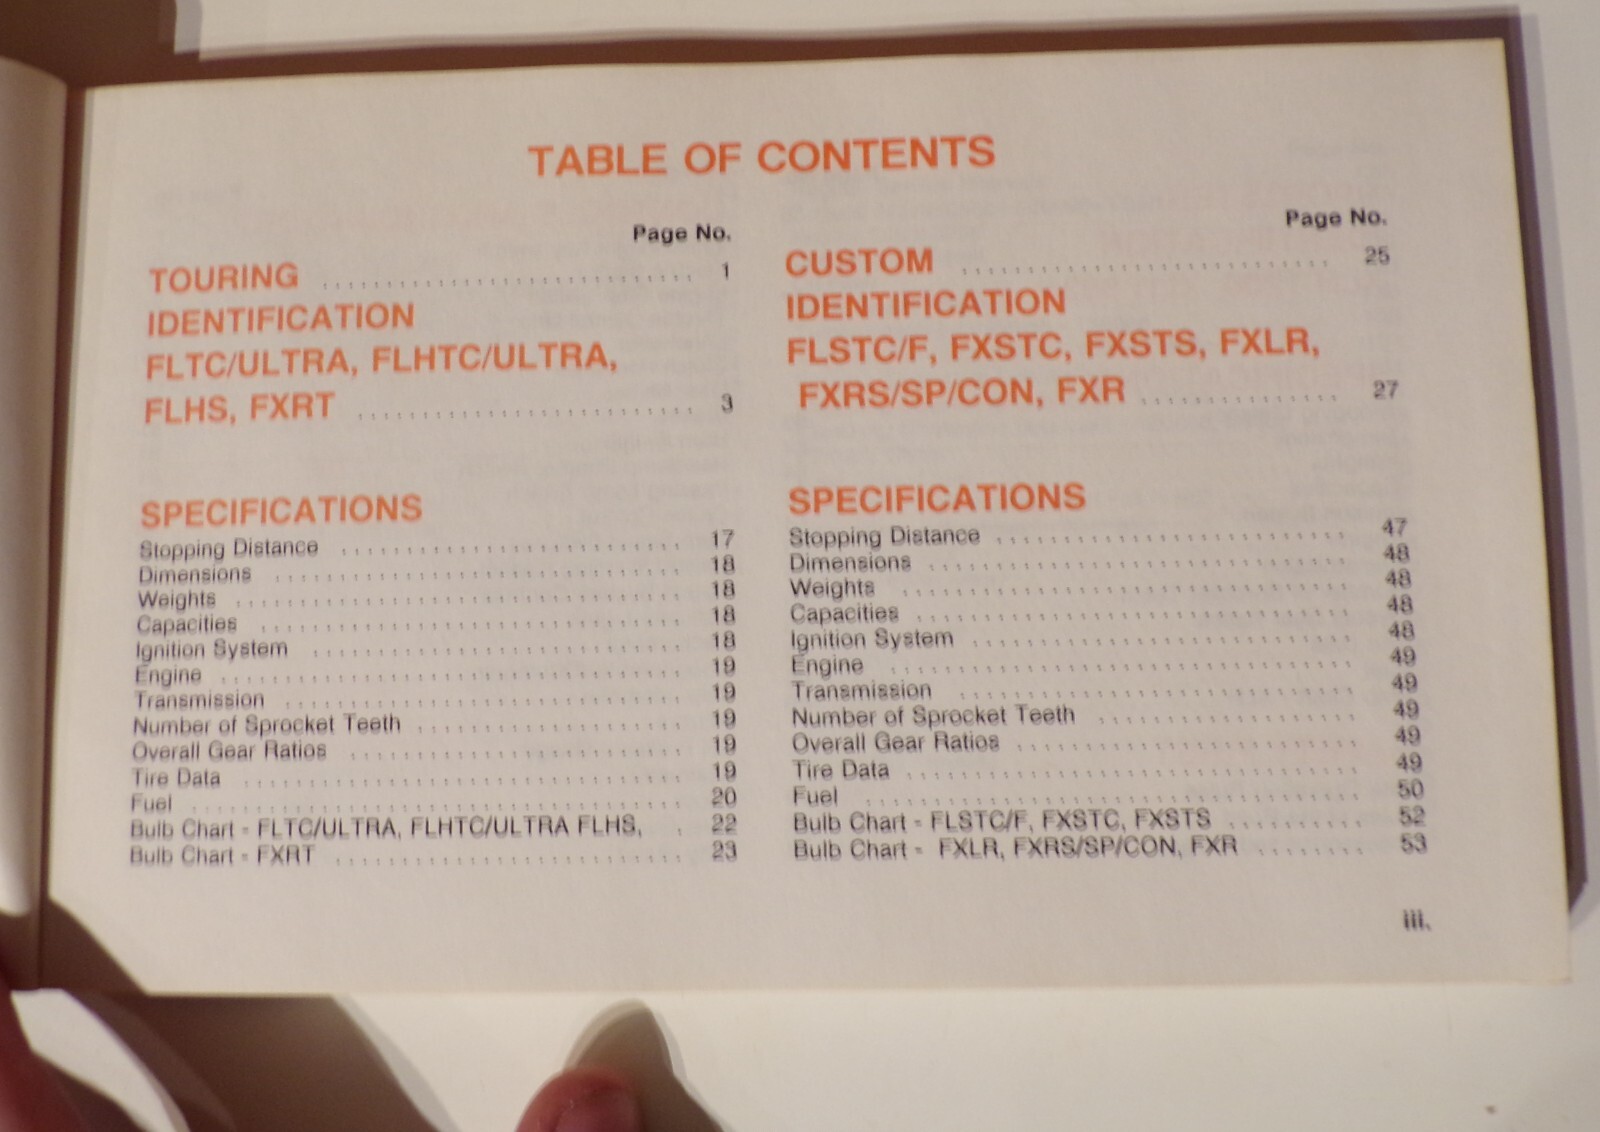 TABLE OF CONTENTS
Page No.
TOURING ............................ 1
IDENTIFICATION
FLTC/ULTRA, FLHTC/ULTRA,
FLHS, FXRT .......................... 3
SPECIFICATIONS
Stopping Distance ........................... 17
Dimensions ................................ 18
Weights ................................... 18
Capacities ................................. 18
Ignition System ............................. 18
Engine .................................... 19
Transmission ............................... 19
Number of Sprocket Teeth ..................... 19
Overall Gear Ratios .......................... 19
Tire Data .................................. 19
Fuel ...................................... 20
Bulb Chart - FLTC/ULTRA, FLHTC/ULTRA FLHS, . 22
Bulb Chart - FXRT ........................... 23
Page No.
CUSTOM ............................ 25
IDENTIFICATION
FLSTC/F, FXSTC, FXSTS, FXLR,
FXRS/SP/CON, FXR ............... 27
SPECIFICATIONS
Stopping Distance ........................... 47
Dimensions ................................ 48
Weights .................................. 48
Capacities ................................. 48
Ignition System ............................. 48
Engine .................................... 49
Transmission ............................... 49
Number of Sprocket Teeth .................... 49
Overall Gear Ratios .......................... 49
Tire Data .................................. 49
Fuel ...................................... 50
Bulb Chart - FLSTC/F, FXSTC, FXSTS ........... 52
Bulb Chart - FXLR, FXRS/SP/CON, FXR ........ 53
iii.